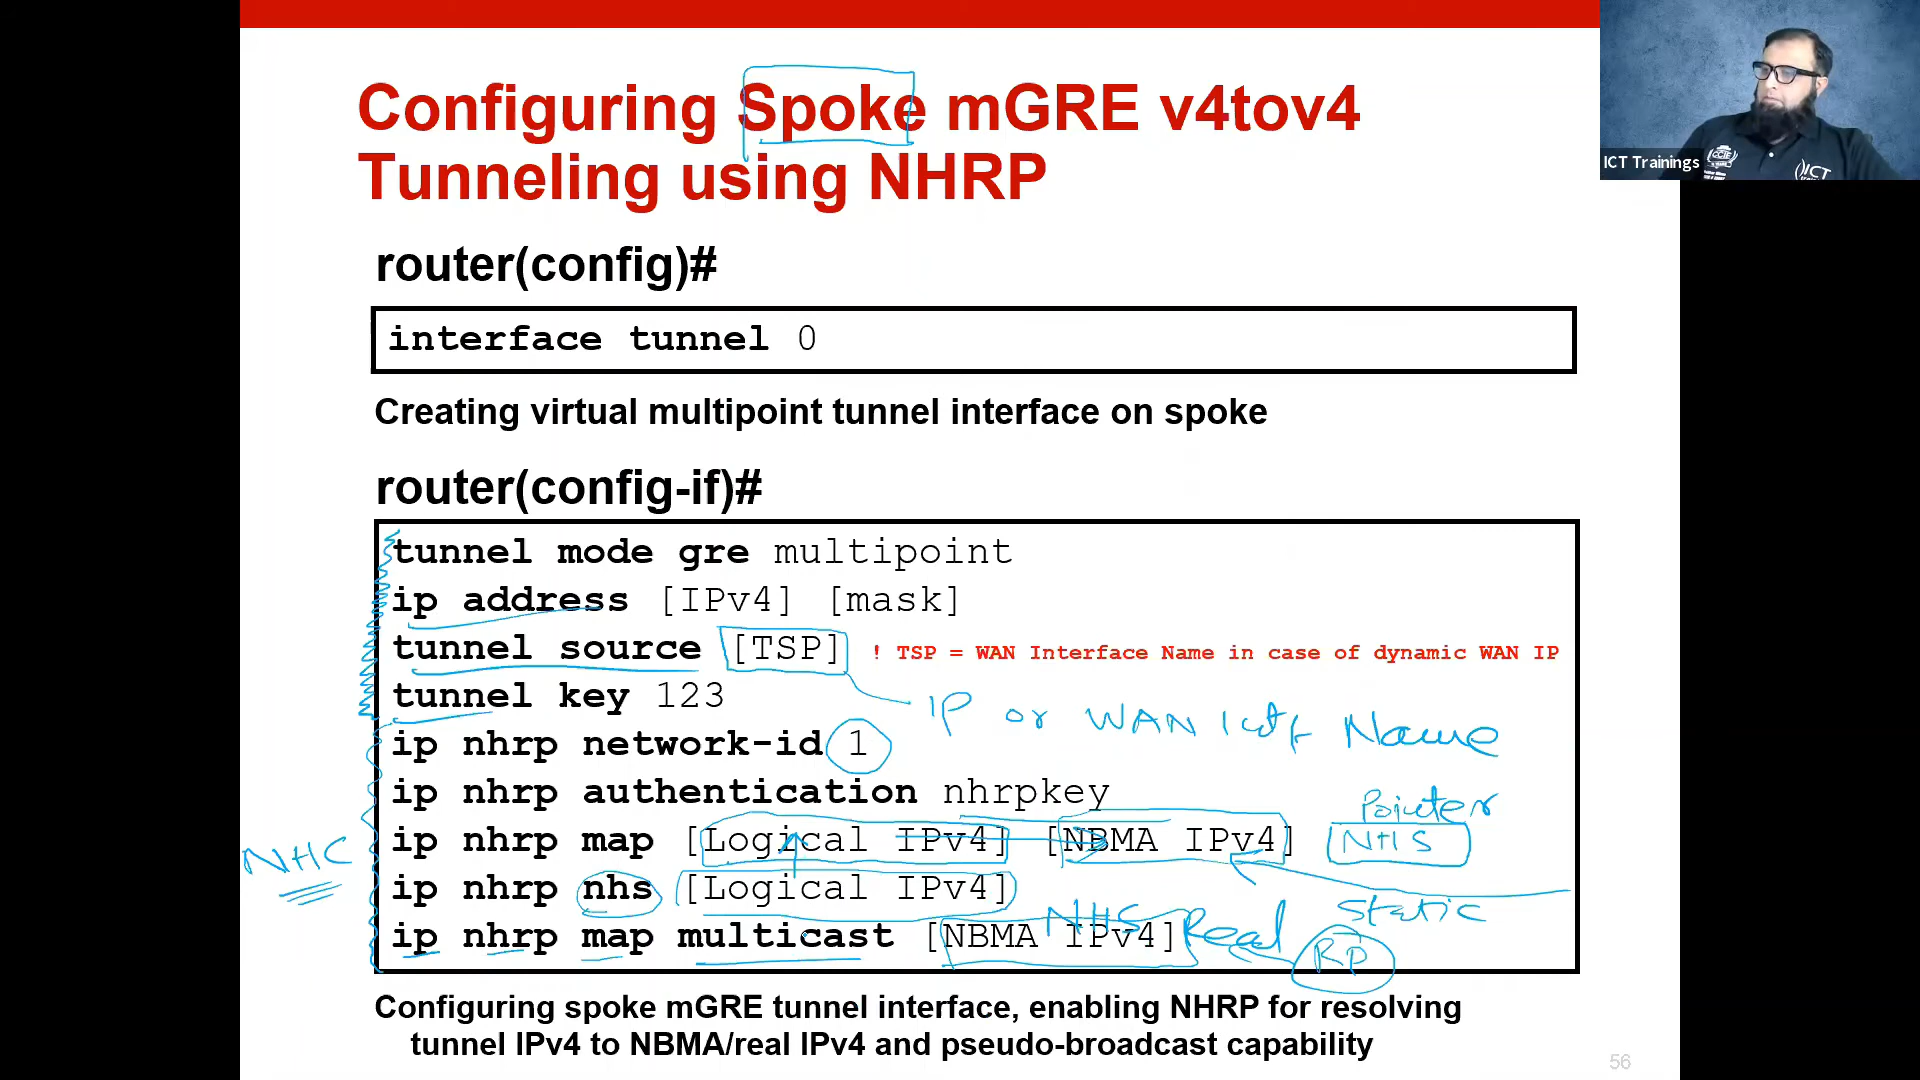 Configuring Spoke mGRE v4tov4
Tunneling using NHRP
ICT Trainings
CCIE
ICT
router(config)#
interface tunnel 0
Creating virtual multipoint tunnel interface on spoke
router(config-if)#
tunnel mode gre multipoint
ip address [IPv4] [mask]
tunnel source [TSP] ! TSP = WAN Interface Name in case of dynamic WAN IP
tunnel key 123
IP or WAN Intf Name
ip nhrp network-id 1
ip nhrp authentication nhrpkey
Pointer
ip nhrp map [Logical IPv4] [NBMA IPv4]
NHS
NHC
ip nhrp nhs [Logical IPv4]
Static
NHS
ip nhrp map multicast [NBMA IPv4]
Real
RP
Configuring spoke mGRE tunnel interface, enabling NHRP for resolving
tunnel IPv4 to NBMA/real IPv4 and pseudo-broadcast capability
56